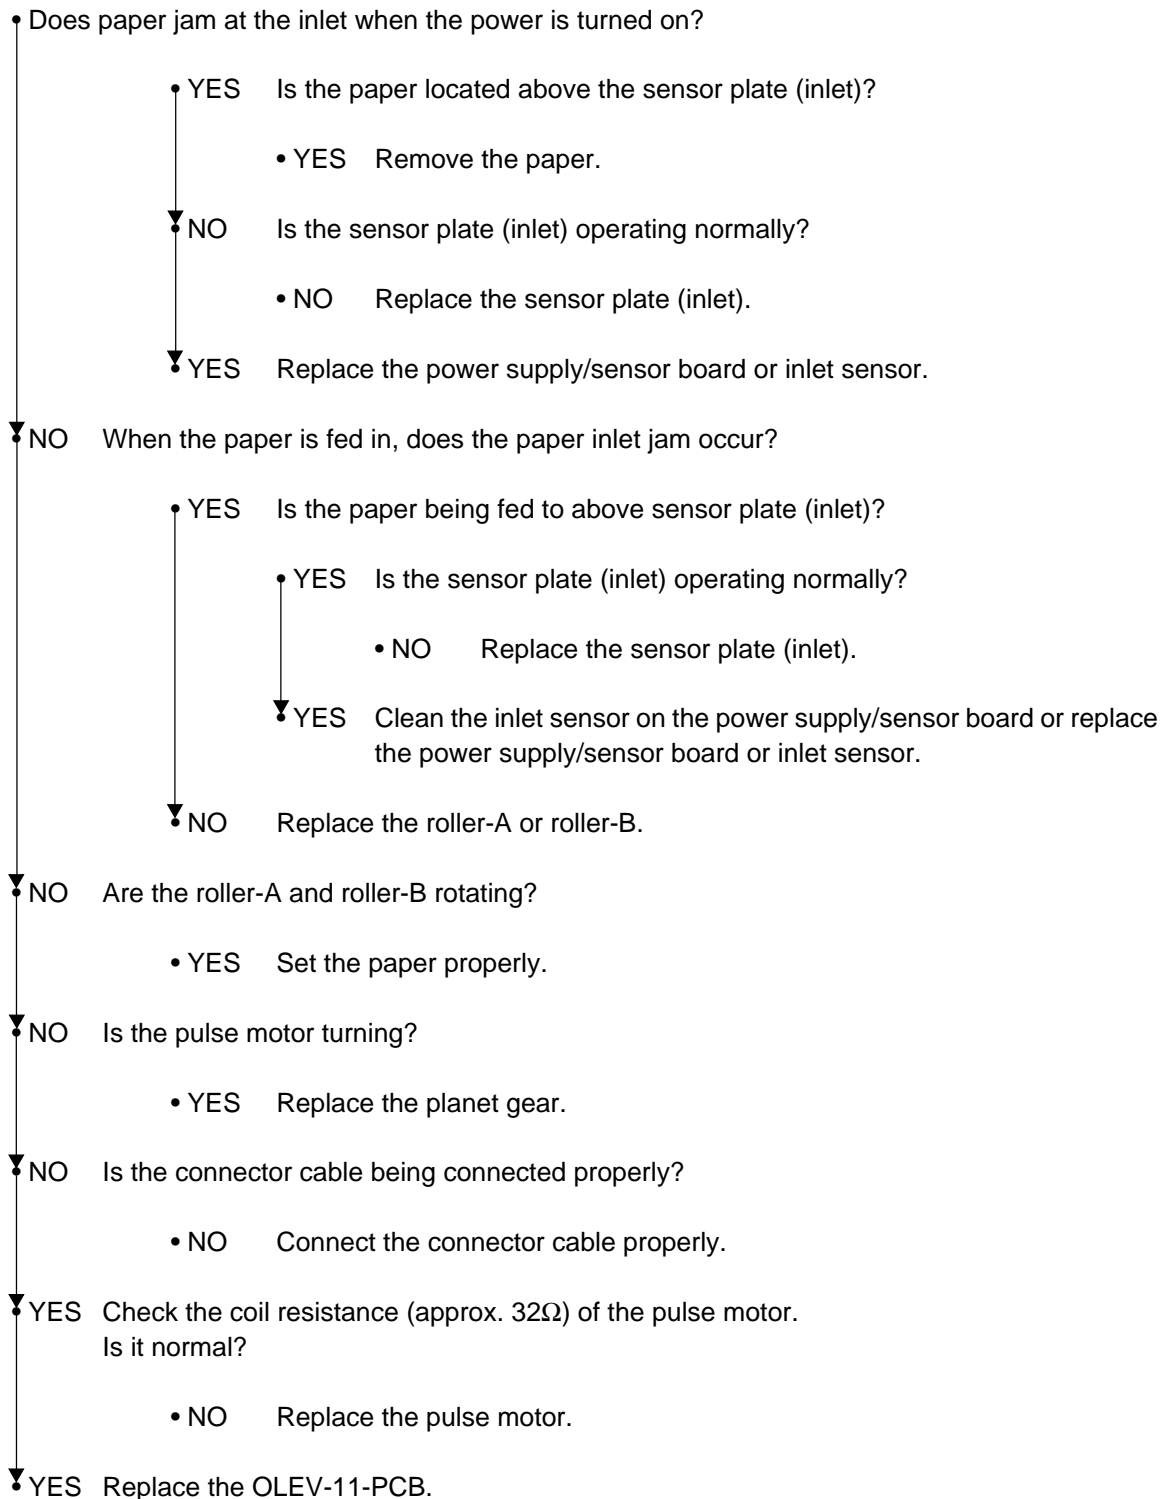 • Does paper jam at the inlet when the power is turned on?
• YES Is the paper located above the sensor plate (inlet)?
• YES Remove the paper.
• NO Is the sensor plate (inlet) operating normally?
• NO Replace the sensor plate (inlet).
• YES Replace the power supply/sensor board or inlet sensor.
• NO When the paper is fed in, does the paper inlet jam occur?
• YES Is the paper being fed to above sensor plate (inlet)?
• YES Is the sensor plate (inlet) operating normally?
• NO Replace the sensor plate (inlet).
• YES Clean the inlet sensor on the power supply/sensor board or replace
the power supply/sensor board or inlet sensor.
• NO Replace the roller-A or roller-B.
• NO Are the roller-A and roller-B rotating?
• YES Set the paper properly.
• NO Is the pulse motor turning?
• YES Replace the planet gear.
• NO Is the connector cable being connected properly?
• NO Connect the connector cable properly.
• YES Check the coil resistance (approx. 32Ω) of the pulse motor.
Is it normal?
• NO Replace the pulse motor.
• YES Replace the OLEV-11-PCB.